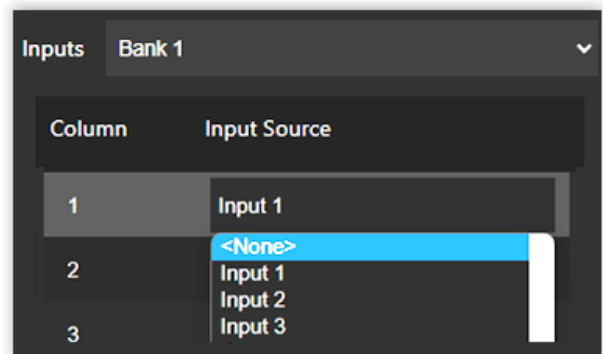 Inputs Bank 1
Column Input Source
1 Input 1
<None>
2 Input 1
Input 2
3 Input 3